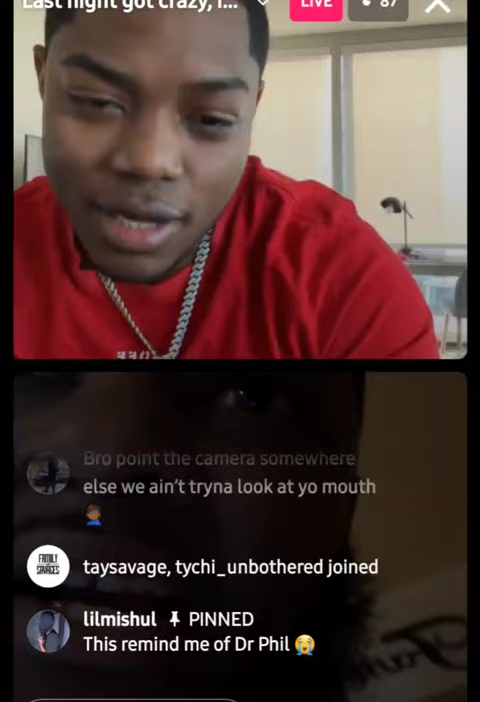 Last night got crazy, i...
LIVE
87
Bro point the camera somewhere
else we ain't tryna look at yo mouth
🤦🏾‍♂️
FAMILY
SAVAGES
taysavage, tychi_unbothered joined
lilmishul 📌 PINNED
This remind me of Dr Phil 😭